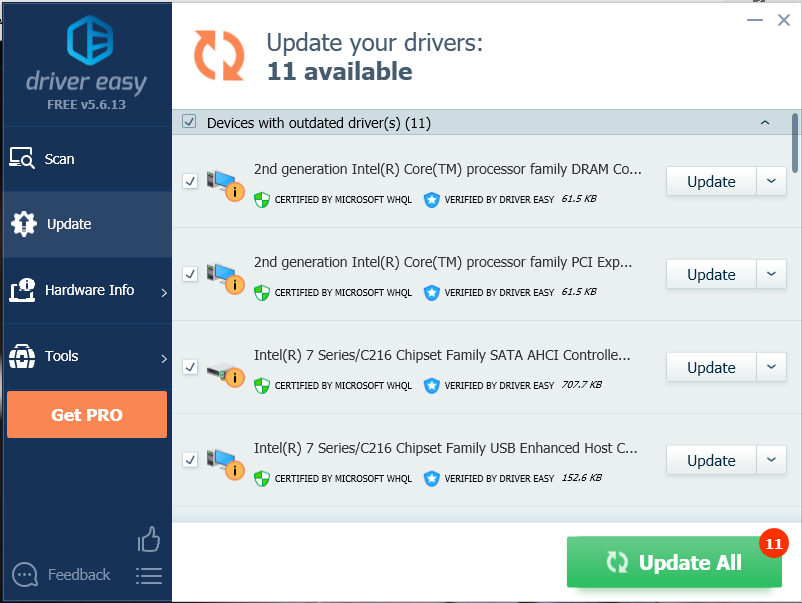 driver easy
FREE v5.6.13
Scan
Update
Hardware Info
Tools
Get PRO
Feedback
Update your drivers:
11 available
Devices with outdated driver(s) (11)
2nd generation Intel(R) Core(TM) processor family DRAM Co...
CERTIFIED BY MICROSOFT WHQL VERIFIED BY DRIVER EASY 61.5 KB
Update
2nd generation Intel(R) Core(TM) processor family PCI Exp...
CERTIFIED BY MICROSOFT WHQL VERIFIED BY DRIVER EASY 61.5 KB
Update
Intel(R) 7 Series/C216 Chipset Family SATA AHCI Controlle...
CERTIFIED BY MICROSOFT WHQL VERIFIED BY DRIVER EASY 707.7 KB
Update
Intel(R) 7 Series/C216 Chipset Family USB Enhanced Host C...
CERTIFIED BY MICROSOFT WHQL VERIFIED BY DRIVER EASY 152.6 KB
Update
11
Update All